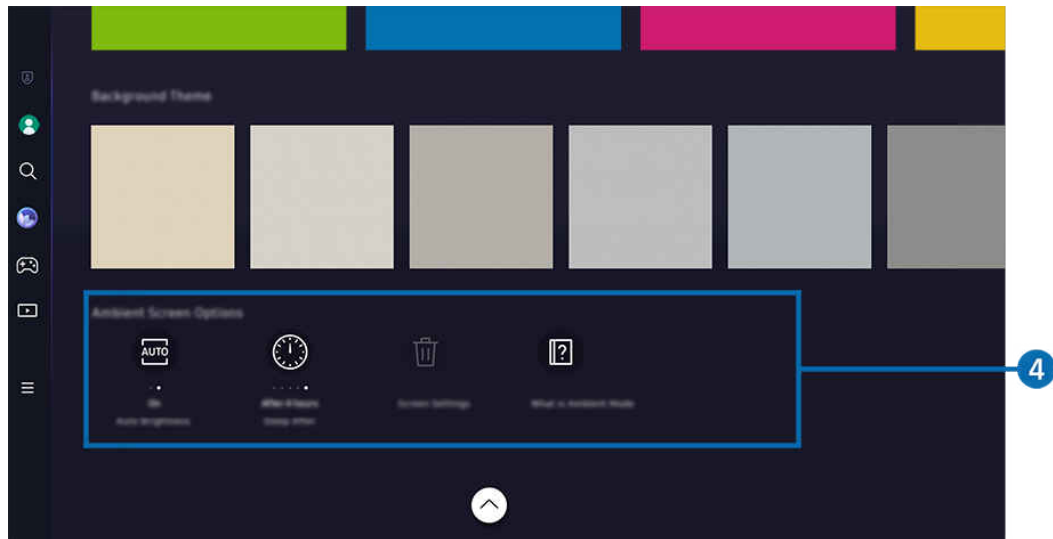 Background Theme
Ambient Screen Options
AUTO
?
4
On
After 4 hours
Screen Settings
What is Ambient Mode
Auto Brightness
Sleep After